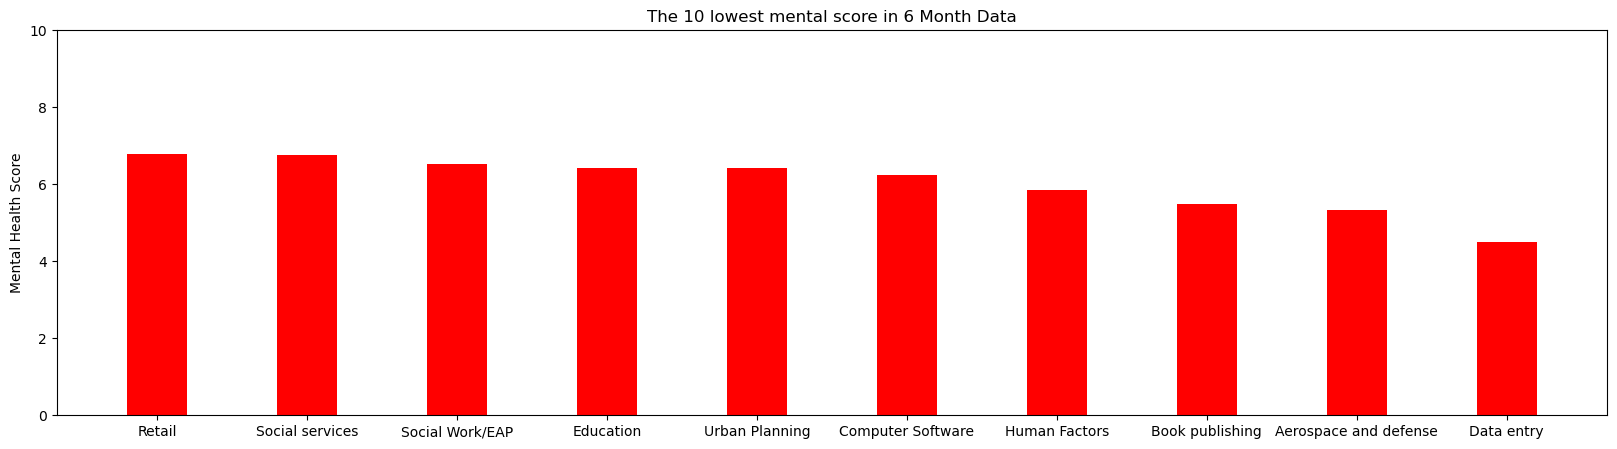 The 10 lowest mental score in 6 Month Data
Mental Health Score
10
8
6
4
2
0
Retail
Social services
Social Work/EAP
Education
Urban Planning
Computer Software
Human Factors
Book publishing
Aerospace and defense
Data entry